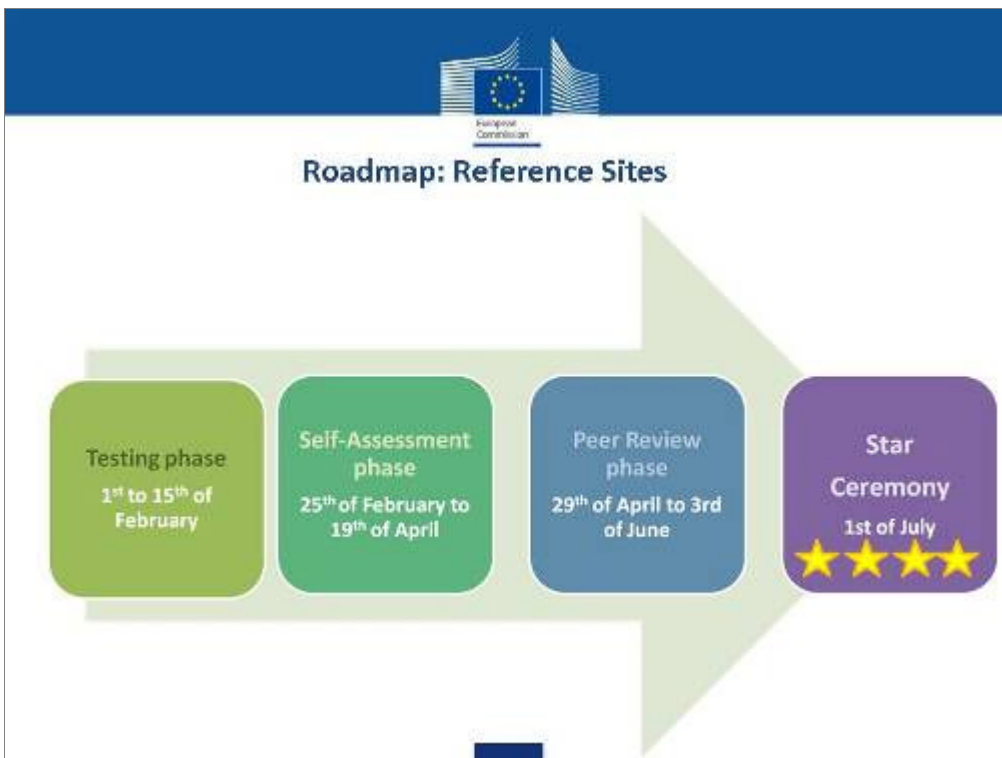 European
Commission
Roadmap: Reference Sites
Testing phase
1st to 15th of
February
Self-Assessment
phase
25th of February to
19th of April
Peer Review
phase
29th of April to 3rd
of June
Star
Ceremony
1st of July